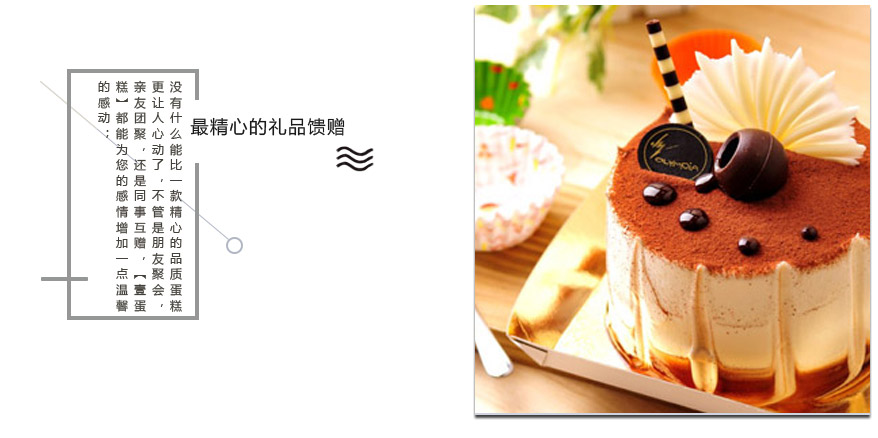 最精心的礼品馈赠
没有什么能比一款精心的品质蛋糕
更让人心动了，不管是朋友聚会，
亲友团聚，还是同事互赠，【壹蛋
糕】都能为您的感情增加一点温馨
的感动；
OLYMPIA